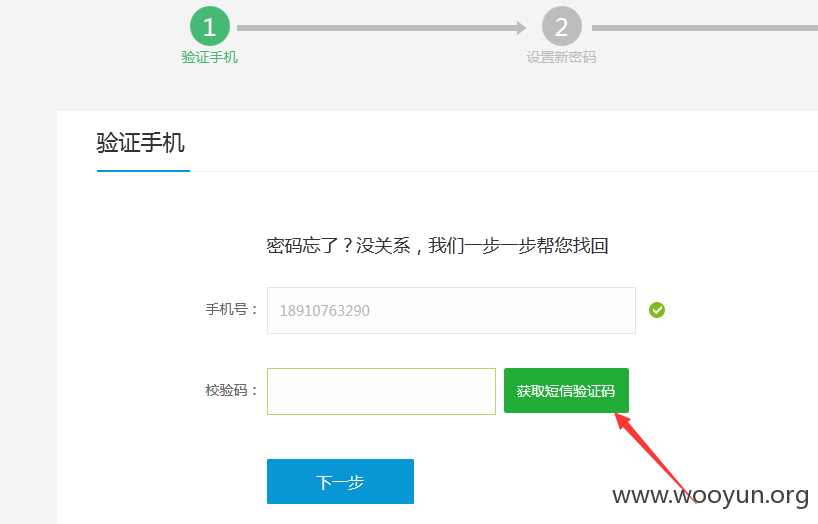 1
2
验证手机
设置新密码
验证手机
密码忘了？没关系，我们一步一步帮您找回
手机号：
18910763290
校验码：
获取短信验证码
下一步
www.wooyun.org